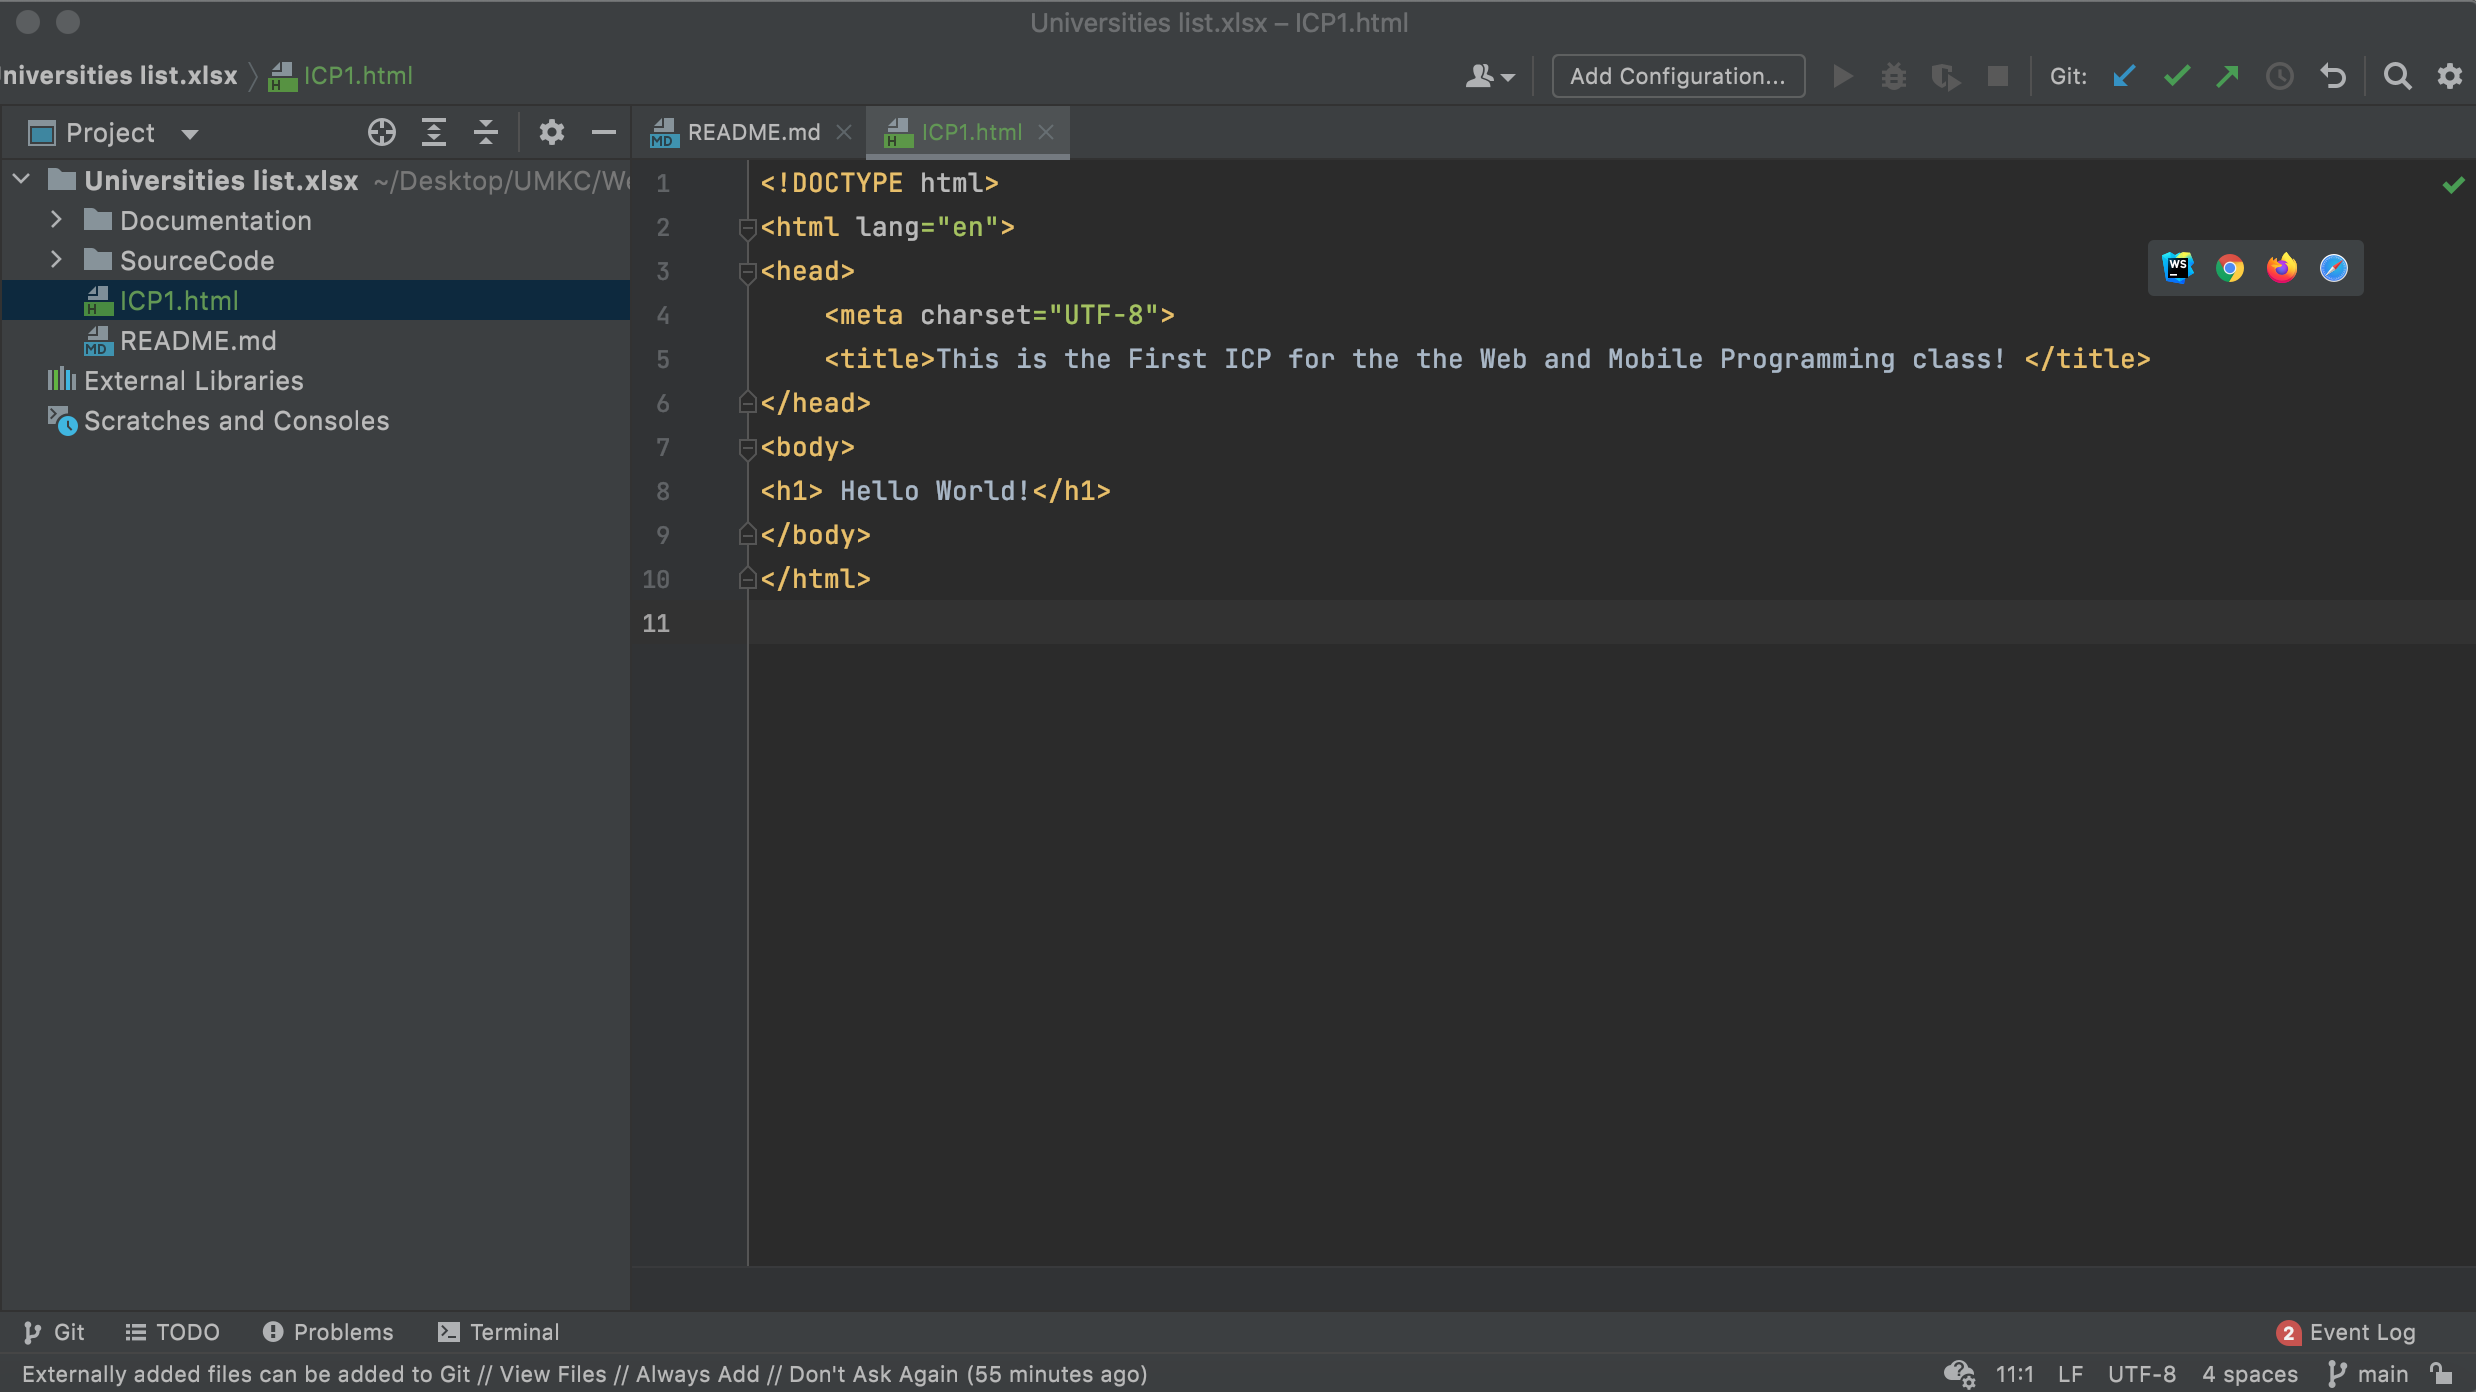 Universities list.xlsx – ICP1.html
niversities list.xlsx
ICP1.html
Add Configuration...
Git:
Project
README.md
ICP1.html
Universities list.xlsx ~/Desktop/UMKC/We
Documentation
SourceCode
ICP1.html
README.md
External Libraries
Scratches and Consoles
1 <!DOCTYPE html>
2 <html lang="en">
3 <head>
4 <meta charset="UTF-8">
5 <title>This is the First ICP for the the Web and Mobile Programming class! </title>
6 </head>
7 <body>
8 <h1> Hello World!</h1>
9 </body>
10 </html>
11
WS
Git
TODO
Problems
Terminal
2 Event Log
Externally added files can be added to Git // View Files // Always Add // Don't Ask Again (55 minutes ago)
11:1 LF UTF-8 4 spaces main